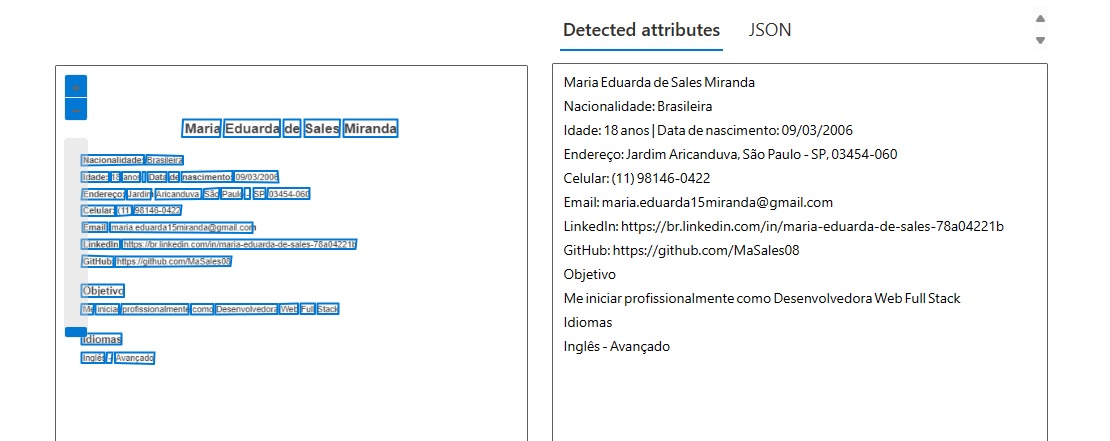 Detected attributes JSON
Maria Eduarda de Sales Miranda
Nacionalidade: Brasileira
Idade: 18 anos | Data de nascimento: 09/03/2006
Endereço: Jardim Aricanduva, São Paulo - SP, 03454-060
Celular: (11) 98146-0422
Email: maria.eduarda15miranda@gmail.com
LinkedIn: https://br.linkedin.com/in/maria-eduarda-de-sales-78a04221b
GitHub: https://github.com/MaSales08
Objetivo
Me iniciar profissionalmente como Desenvolvedora Web Full Stack
Idiomas
Inglês - Avançado
Maria Eduarda de Sales Miranda
Nacionalidade: Brasileira
Idade: 18 anos | Data de nascimento: 09/03/2006
Endereço: Jardim Aricanduva, São Paulo - SP, 03454-060
Celular: (11) 98146-0422
Email: maria.eduarda15miranda@gmail.com
LinkedIn: https://br.linkedin.com/in/maria-eduarda-de-sales-78a04221b
GitHub: https://github.com/MaSales08
Objetivo
Me iniciar profissionalmente como Desenvolvedora Web Full Stack
Idiomas
Inglês - Avançado